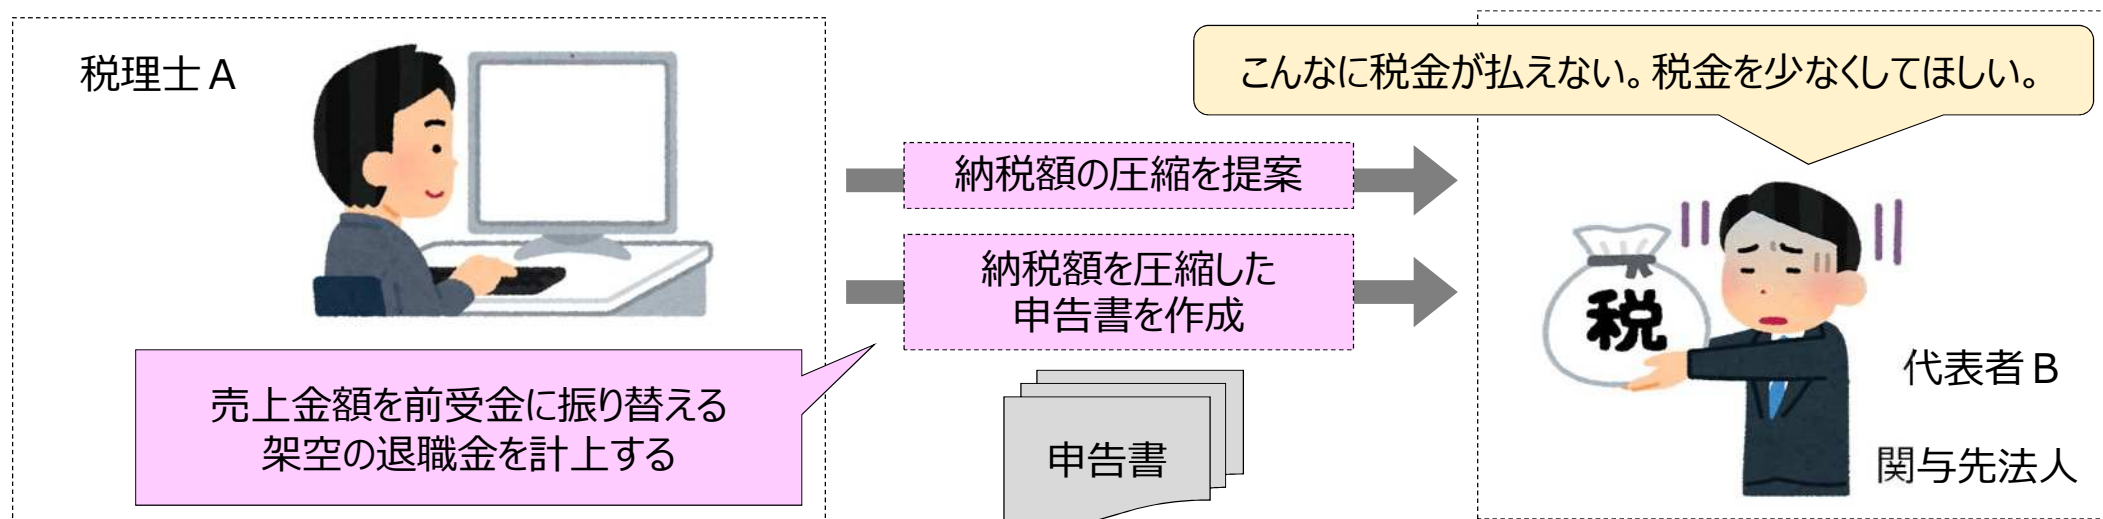 税理士A
こんなに税金が払えない。税金を少なくしてほしい。
納税額の圧縮を提案
納税額を圧縮した
申告書を作成
売上金額を前受金に振り替える
架空の退職金を計上する
申告書
税
代表者B
関与先法人